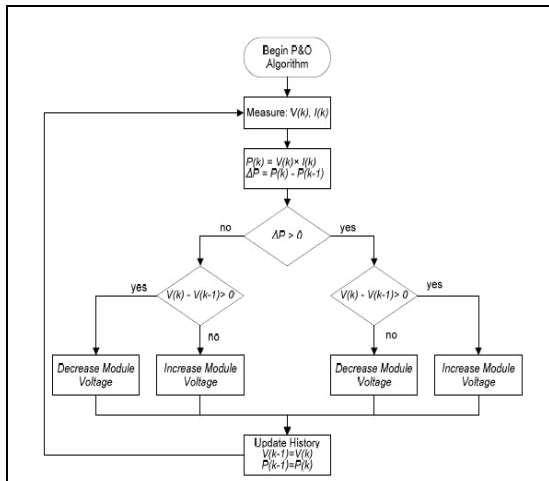 Begin P&O
Algorithm
Measure: V(k), I(k)
P(k) = V(k)× I(k)
ΔP = P(k) - P(k-1)
no
ΔP > 0
yes
yes
V(k) - V(k-1)> 0
V(k) - V(k-1)> 0
yes
no
no
Decrease Module
Voltage
Increase Module
Voltage
Decrease Module
Voltage
Increase Module
Voltage
Update History
V(k-1)=V(k)
P(k-1)=P(k)